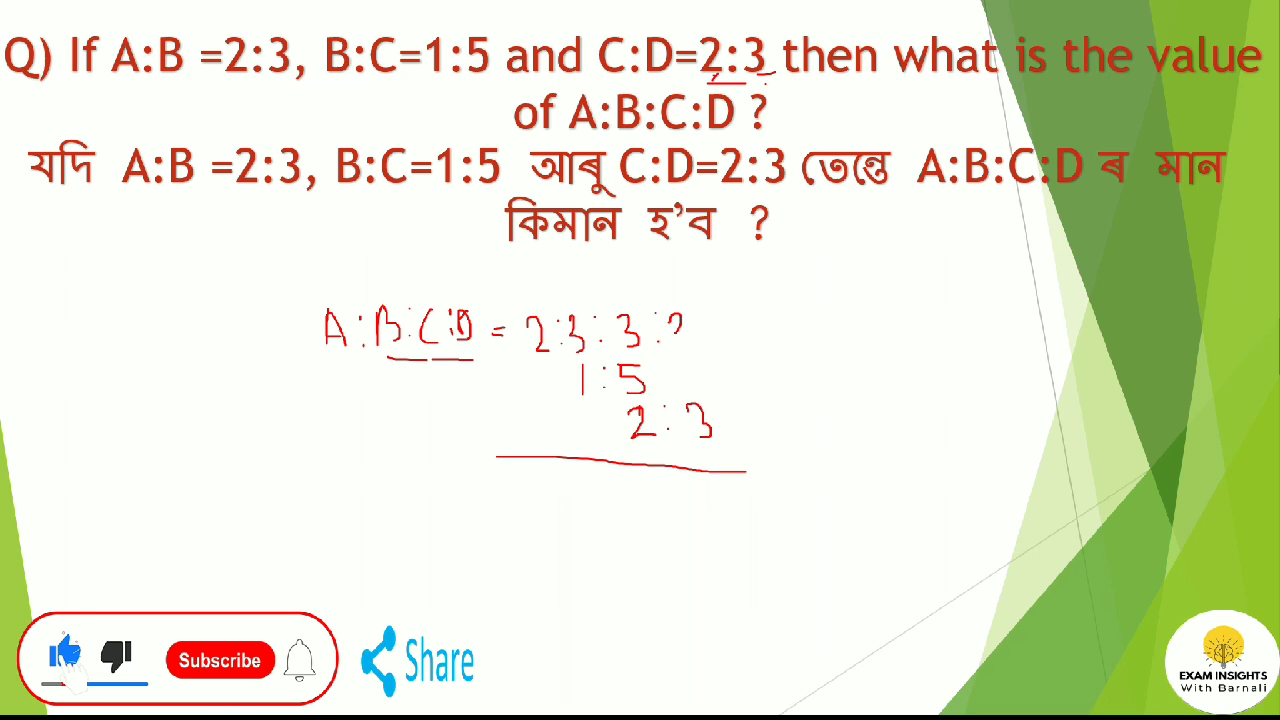 Q) If A:B =2:3, B:C=1:5 and C:D=2:3 then what is the value
of A:B:C:D ?
যদি A:B =2:3, B:C=1:5 আৰু C:D=2:3 তেন্তে A:B:C:D ৰ মান
কিমান হ’ব ?
A:B:C:D = 2:3:3:?
1:5
2:3
Subscribe
Share
EXAM INSIGHTS
With Barnali